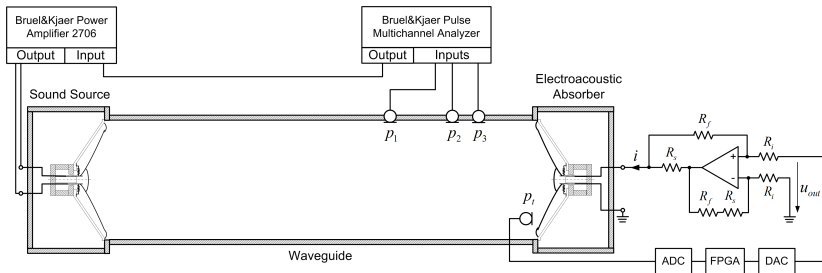 Bruel&Kjaer Power
Amplifier 2706
Output Input
Bruel&Kjaer Pulse
Multichannel Analyzer
Output Inputs
Sound Source
Electroacoustic
Absorber
p1
p2
p3
pt
Waveguide
i
Rs
Rf
Ri
Rf
Rs
Ri
uout
+
-
ADC
FPGA
DAC